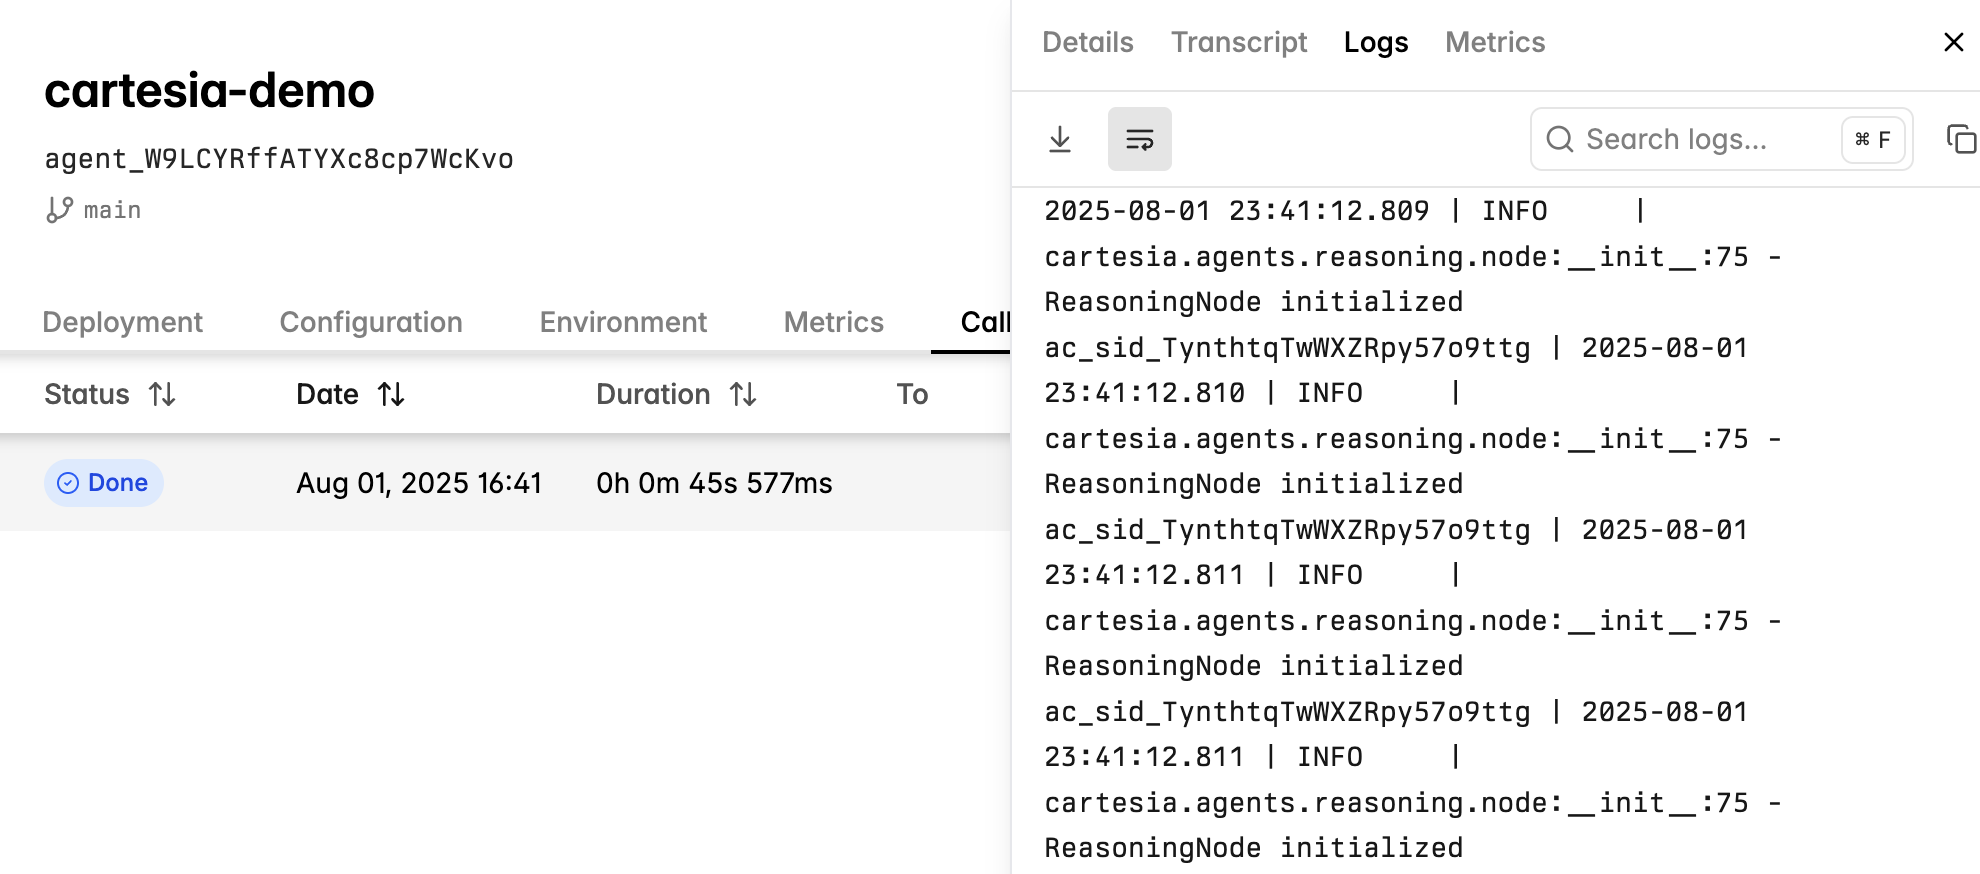 cartesia-demo
agent_W9LCYRffATYXc8cp7WcKvo
main
Deployment Configuration Environment Metrics Call
Status Date Duration To
Done Aug 01, 2025 16:41 0h 0m 45s 577ms
Details Transcript Logs Metrics
Search logs... ⌘ F
2025-08-01 23:41:12.809 | INFO     |
cartesia.agents.reasoning.node:__init__:75 -
ReasoningNode initialized
ac_sid_TynthtqTwWXZRpy57o9ttg | 2025-08-01
23:41:12.810 | INFO     |
cartesia.agents.reasoning.node:__init__:75 -
ReasoningNode initialized
ac_sid_TynthtqTwWXZRpy57o9ttg | 2025-08-01
23:41:12.811 | INFO     |
cartesia.agents.reasoning.node:__init__:75 -
ReasoningNode initialized
ac_sid_TynthtqTwWXZRpy57o9ttg | 2025-08-01
23:41:12.811 | INFO     |
cartesia.agents.reasoning.node:__init__:75 -
ReasoningNode initialized